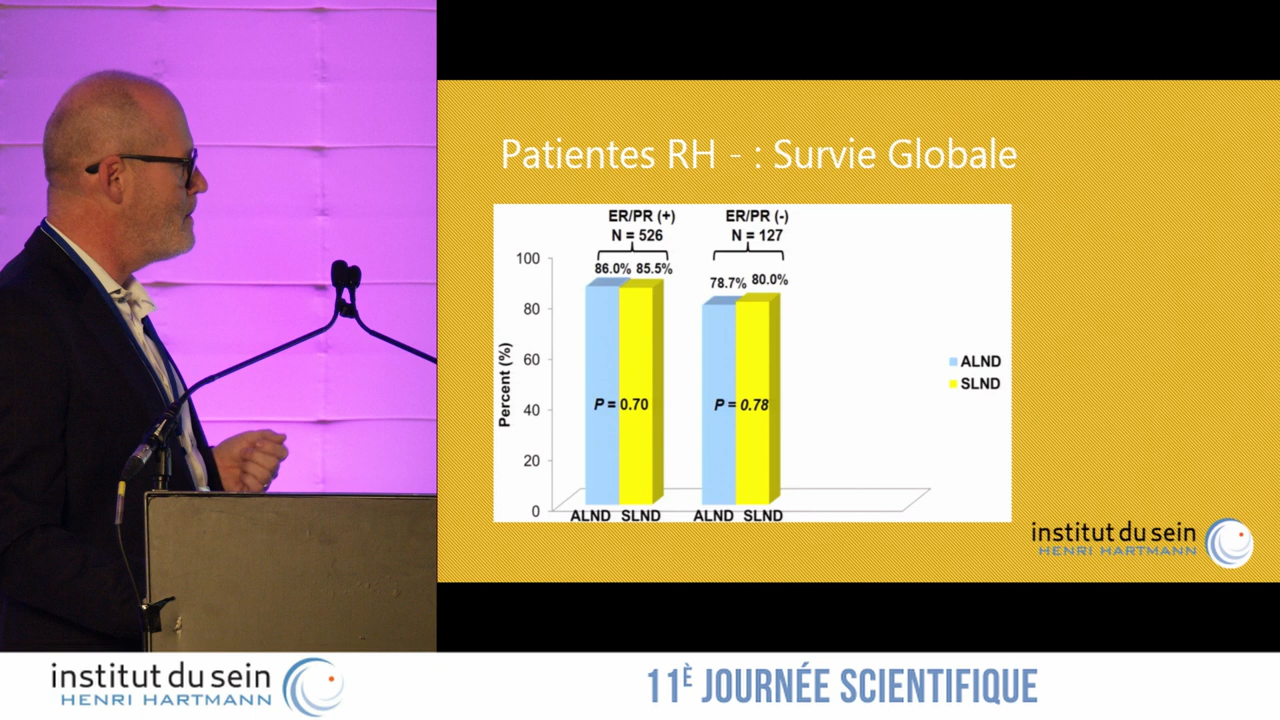 Patientes RH - : Survie Globale
ER/PR (+)
N = 526
ER/PR (-)
N = 127
86.0% 85.5%
78.7% 80.0%
100
80
60
40
20
0
Percent (%)
P = 0.70
P = 0.78
ALND SLND
ALND SLND
ALND
SLND
institut du sein
HENRI HARTMANN
institut du sein
HENRI HARTMANN
11È JOURNÉE SCIENTIFIQUE